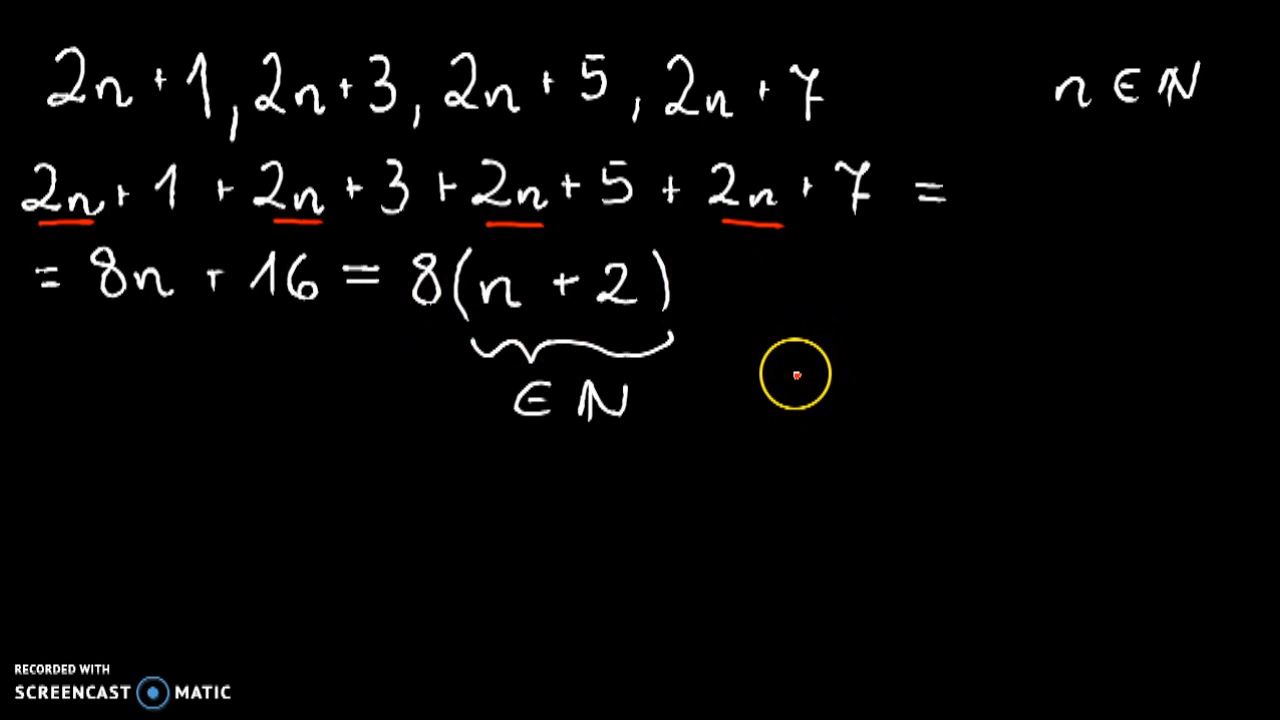 2n + 1, 2n + 3, 2n + 5, 2n + 7 n ∈ ℕ
2n + 1 + 2n + 3 + 2n + 5 + 2n + 7 =
= 8n + 16 = 8(n + 2)
∈ ℕ
RECORDED WITH
SCREENCAST MATIC